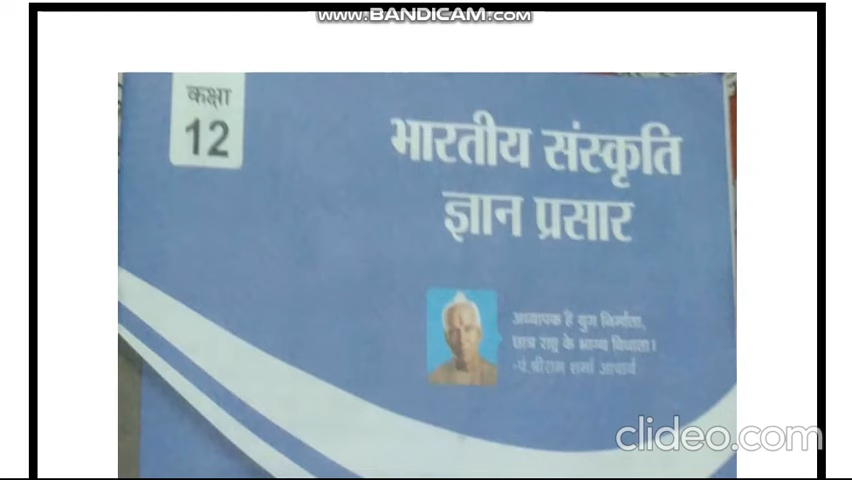 www.BANDICAM.com
कक्षा
12
भारतीय संस्कृति
ज्ञान प्रसार
अध्यापक हैं युग निर्माता,
छात्र राष्ट्र के भाग्य विधाता।
-पं.श्रीराम शर्मा आचार्य
clideo.com